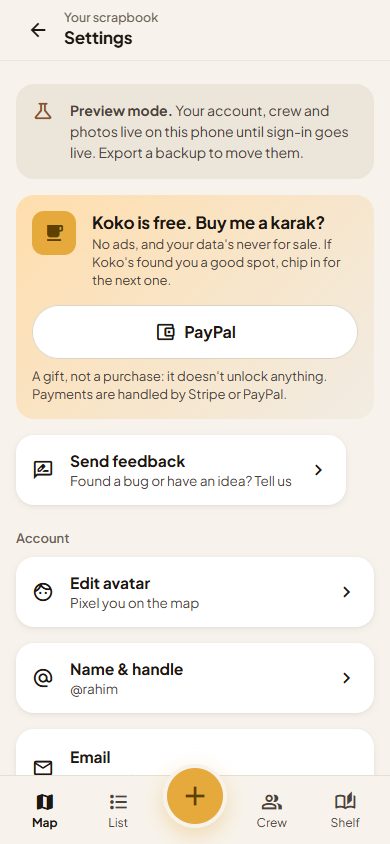 Your scrapbook
Settings
Preview mode. Your account, crew and
photos live on this phone until sign-in goes
live. Export a backup to move them.
Koko is free. Buy me a karak?
No ads, and your data's never for sale. If
Koko's found you a good spot, chip in for
the next one.
PayPal
A gift, not a purchase: it doesn't unlock anything.
Payments are handled by Stripe or PayPal.
Send feedback
Found a bug or have an idea? Tell us
Account
Edit avatar
Pixel you on the map
Name & handle
@rahim
Email
Map
List
Crew
Shelf